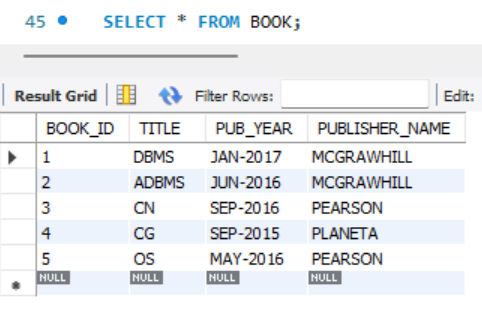 45 SELECT * FROM BOOK;
Result Grid Filter Rows: Edit:
BOOK_ID TITLE PUB_YEAR PUBLISHER_NAME
1 DBMS JAN-2017 MCGRAWHILL
2 ADBMS JUN-2016 MCGRAWHILL
3 CN SEP-2016 PEARSON
4 CG SEP-2015 PLANETA
5 OS MAY-2016 PEARSON
NULL NULL NULL NULL